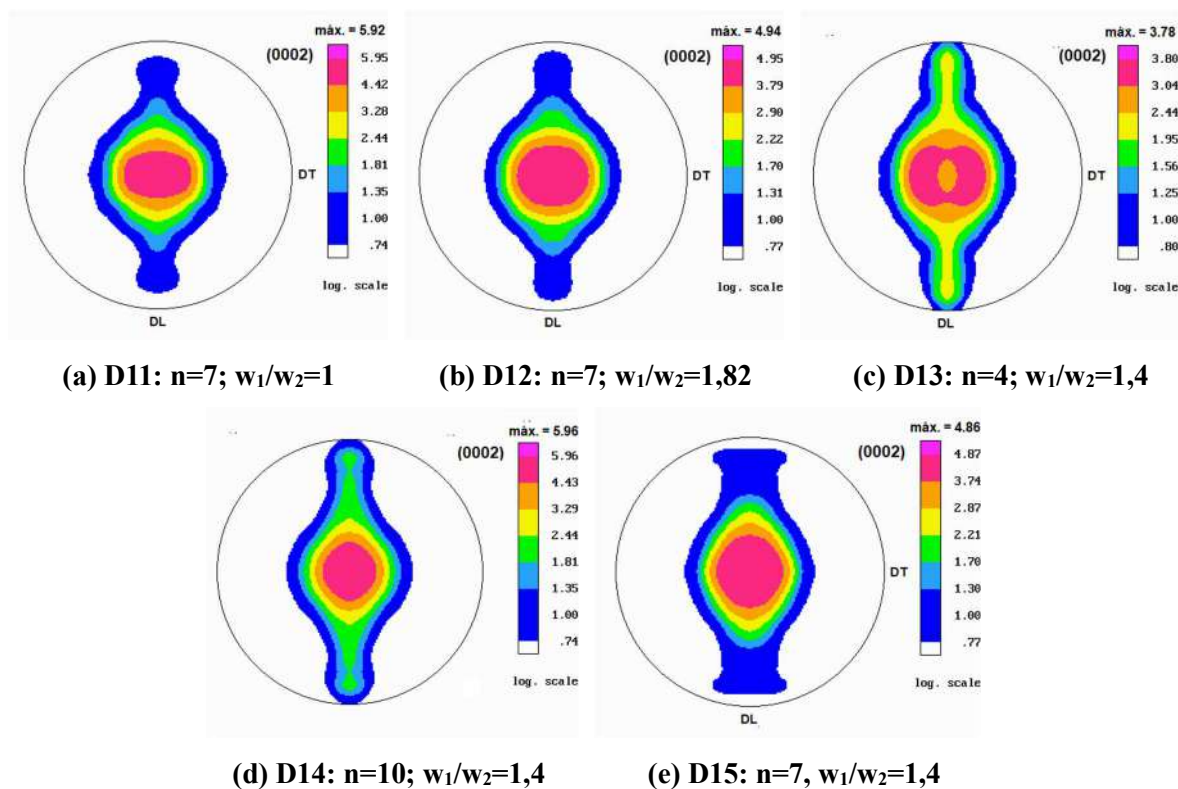 máx. = 5.92
(0002)
5.95
4.42
3.28
2.44
1.81
1.35
1.00
.74
DT
log. scale
DL
(a) D11: n=7; w₁/w₂=1
máx. = 4.94
(0002)
4.95
3.79
2.90
2.22
1.70
1.31
1.00
.77
DT
log. scale
DL
(b) D12: n=7; w₁/w₂=1,82
máx. = 3.78
(0002)
3.80
3.04
2.44
1.95
1.56
1.25
1.00
.80
DT
log. scale
DL
(c) D13: n=4; w₁/w₂=1,4
máx. = 5.96
(0002)
5.96
4.43
3.29
2.44
1.81
1.35
1.00
.74
log. scale
(d) D14: n=10; w₁/w₂=1,4
máx. = 4.86
(0002)
4.87
3.74
2.87
2.21
1.70
1.30
1.00
.77
DT
log. scale
DL
(e) D15: n=7, w₁/w₂=1,4